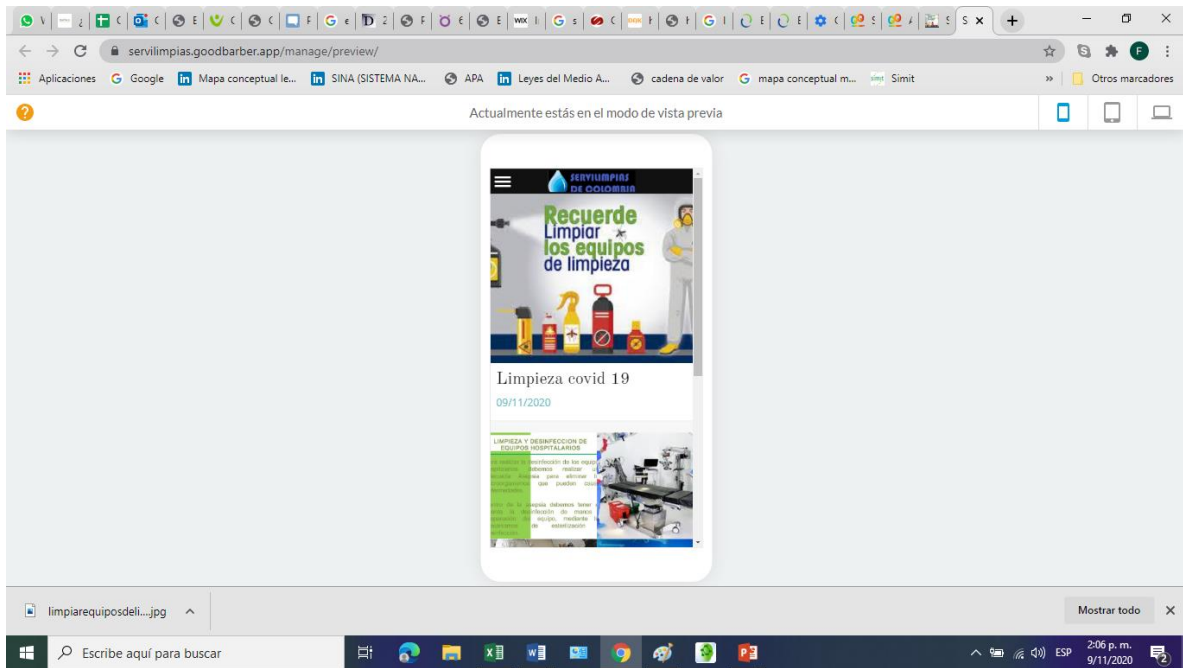 servilimpias.goodbarber.app/manage/preview/
Aplicaciones
Google
Mapa conceptual le...
SINA (SISTEMA NA...
APA
Leyes del Medio A...
cadena de valor
mapa conceptual m...
Simit
Otros marcadores
Actualmente estás en el modo de vista previa
SERVILIMPIAS
DE COLOMBIA
Recuerde
Limpiar
los equipos
de limpieza
Limpieza covid 19
09/11/2020
LIMPIEZA Y DESINFECCION DE
EQUIPOS HOSPITALARIOS
limpiarequiposdeli....jpg
Mostrar todo
Escribe aquí para buscar
ESP
2:06 p. m.
9/11/2020